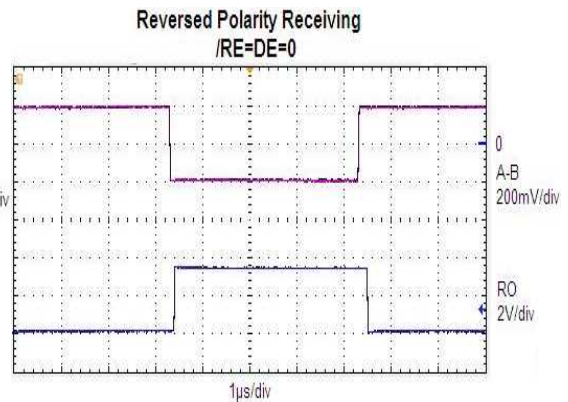 Reversed Polarity Receiving
/RE=DE=0
0
A-B
200mV/div
RO
2V/div
1µs/div